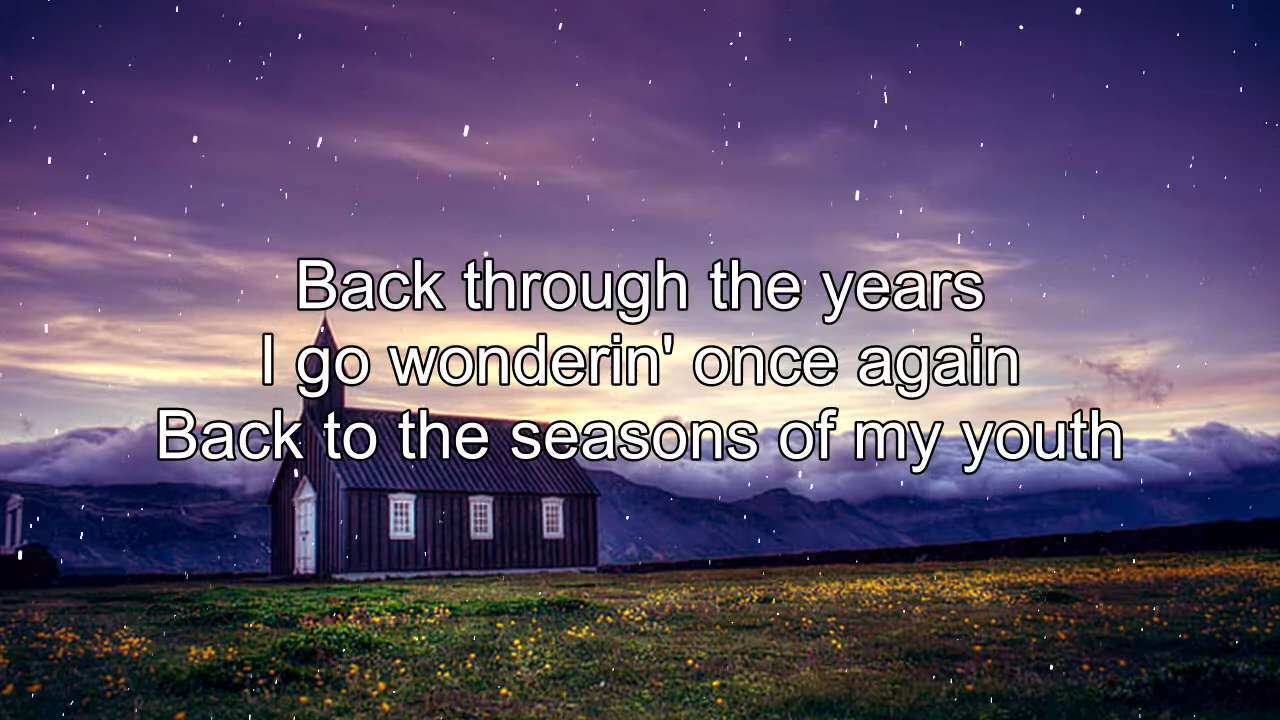 Back through the years
I go wonderin' once again
Back to the seasons of my youth